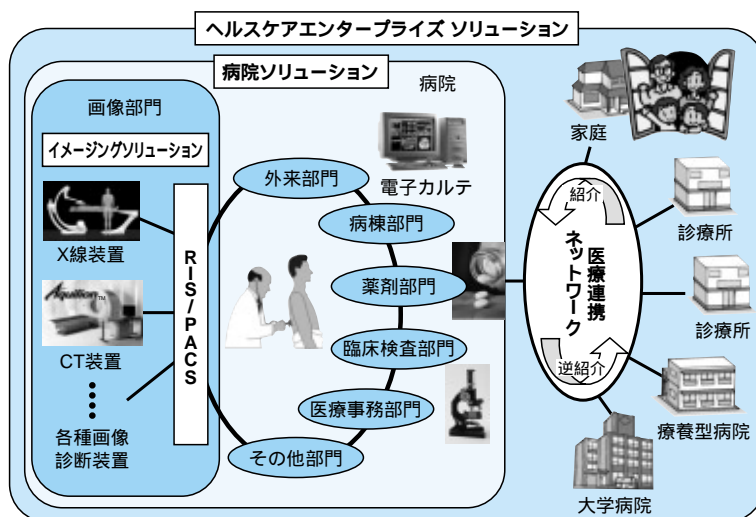 ヘルスケアエンタープライズ ソリューション
病院ソリューション
病院
画像部門
イメージングソリューション
X線装置
Aquilion™
CT装置
各種画像
診断装置
RIS/PACS
外来部門
病棟部門
薬剤部門
臨床検査部門
医療事務部門
その他部門
電子カルテ
家庭
紹介
医療連携
ネットワーク
逆紹介
診療所
診療所
療養型病院
大学病院